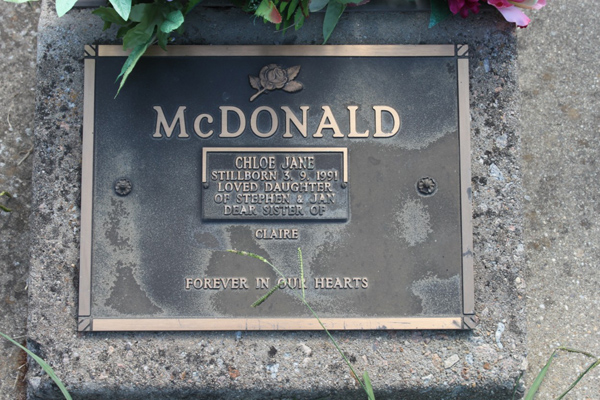 McDONALD
CHLOE JANE
STILLBORN 3. 9. 1991
LOVED DAUGHTER
OF STEPHEN & JAN
DEAR SISTER OF
CLAIRE
FOREVER IN OUR HEARTS